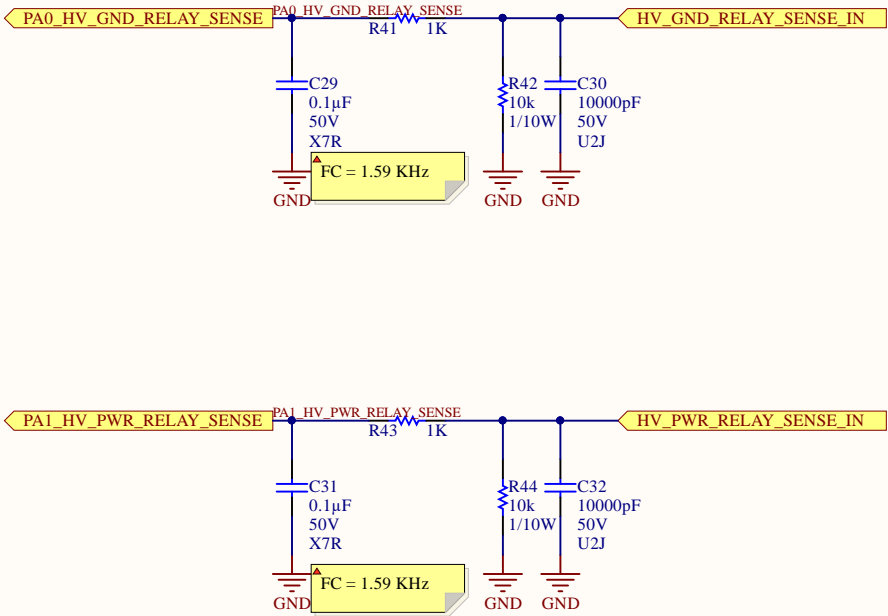 PA0_HV_GND_RELAY_SENSE
PA0_HV_GND_RELAY_SENSE
HV_GND_RELAY_SENSE_IN
R41
1K
C29
0.1µF
50V
X7R
R42
10k
1/10W
C30
10000pF
50V
U2J
FC = 1.59 KHz
GND
GND
GND
PA1_HV_PWR_RELAY_SENSE
PA1_HV_PWR_RELAY_SENSE
HV_PWR_RELAY_SENSE_IN
R43
1K
C31
0.1µF
50V
X7R
R44
10k
1/10W
C32
10000pF
50V
U2J
FC = 1.59 KHz
GND
GND
GND